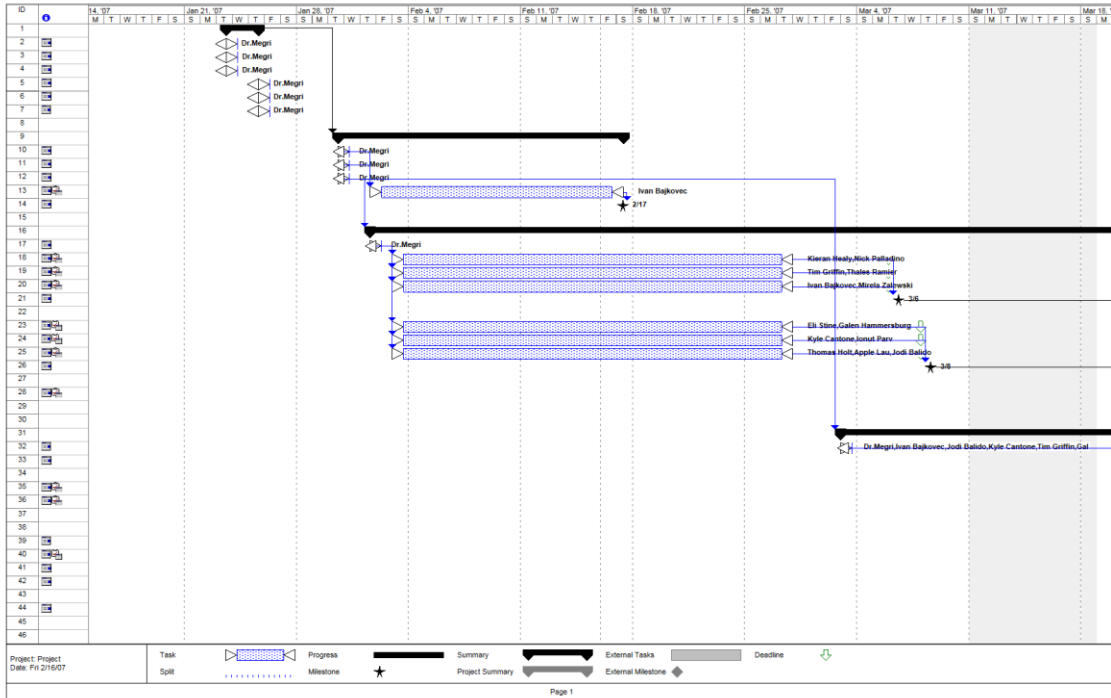 ID 14, '07 Jan 21, '07 Jan 28, '07 Feb 4, '07 Feb 11, '07 Feb 18, '07 Feb 25, '07 Mar 4, '07 Mar 11, '07 Mar 18, '
M T W T F S S M T W T F S S M T W T F S S M T W T F S S M T W T F S S M T W T F S S M T W T F S S M T W T F S S M T W T F S S M T W T F S S M
1
2 Dr.Megri
3 Dr.Megri
4 Dr.Megri
5 Dr.Megri
6 Dr.Megri
7 Dr.Megri
8
9
10 Dr.Megri
11 Dr.Megri
12 Dr.Megri
13 Ivan Bajkovec
14 2/17
15
16
17 Dr.Megri
18 Kieran Healy,Nick Palladino
19 Tim Griffin,Thales Ramier
20 Ivan Bajkovec,Mirela Zalewski
21 3/6
22
23 Eli Stine,Galen Hammersburg
24 Kyle Cantone,Ionut Parv
25 Thomas Holt,Apple Lau,Jodi Balido
26 3/8
27
28
29
30
31
32 Dr.Megri,Ivan Bajkovec,Jodi Balido,Kyle Cantone,Tim Griffin,Gal
33
34
35
36
37
38
39
40
41
42
43
44
45
46
Project: Project
Date: Fri 2/16/07
Task Progress Summary External Tasks Deadline
Split Milestone Project Summary External Milestone
Page 1